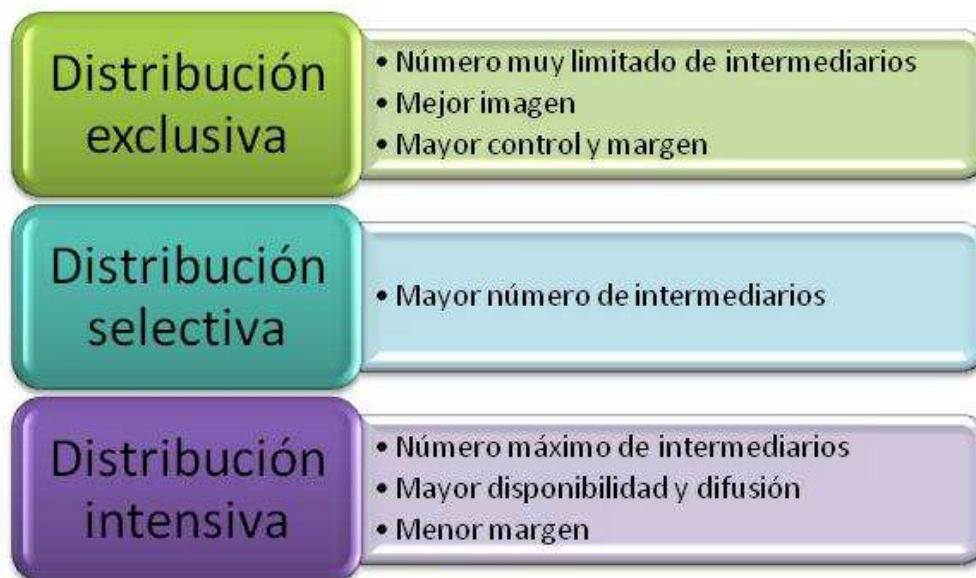 Distribución
exclusiva
• Número muy limitado de intermediarios
• Mejor imagen
• Mayor control y margen
Distribución
selectiva
• Mayor número de intermediarios
Distribución
intensiva
• Número máximo de intermediarios
• Mayor disponibilidad y difusión
• Menor margen